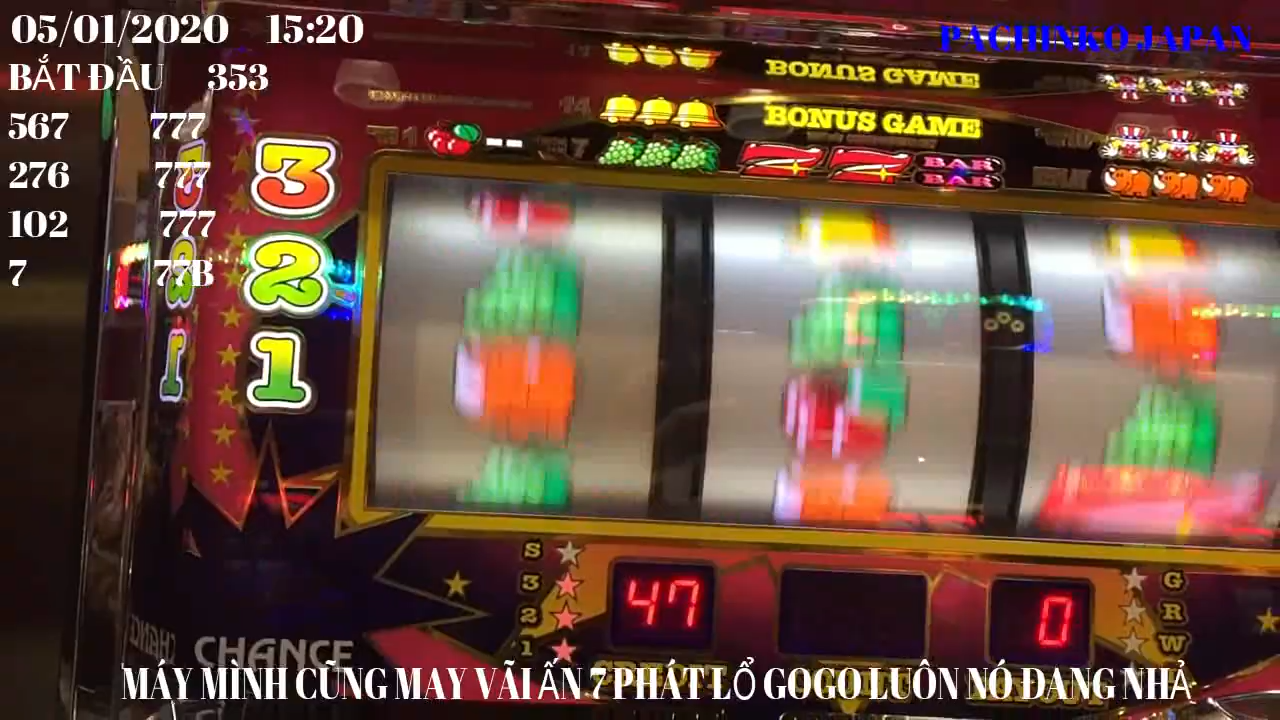 05/01/2020 15:20
PACHINKO JAPAN
BẮT ĐẦU 353
567 777
276 777
102 777
7 77B
BONUS GAME
BONUS GAME
BAR
BAR
3
2
1
S
3
2
1
47
0
G
R
W
CHANCE
MÁY MÌNH CŨNG MAY VÃI ẤN 7 PHÁT LỔ GOGO LUÔN NÓ ĐANG NHẢ